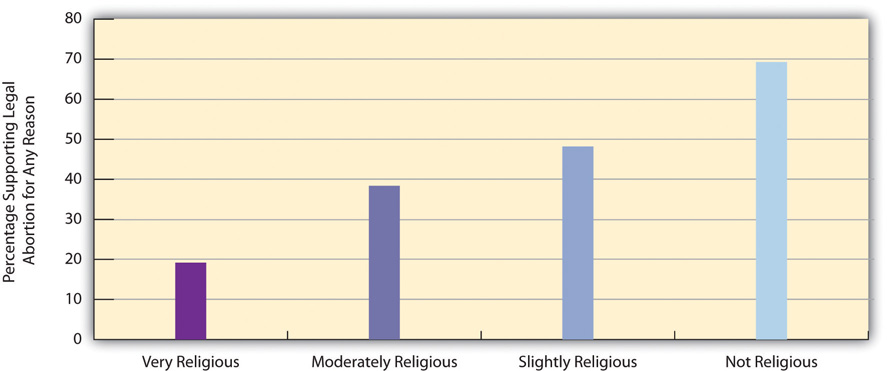 Percentage Supporting Legal
Abortion for Any Reason
80
70
60
50
40
30
20
10
0
Very Religious
Moderately Religious
Slightly Religious
Not Religious